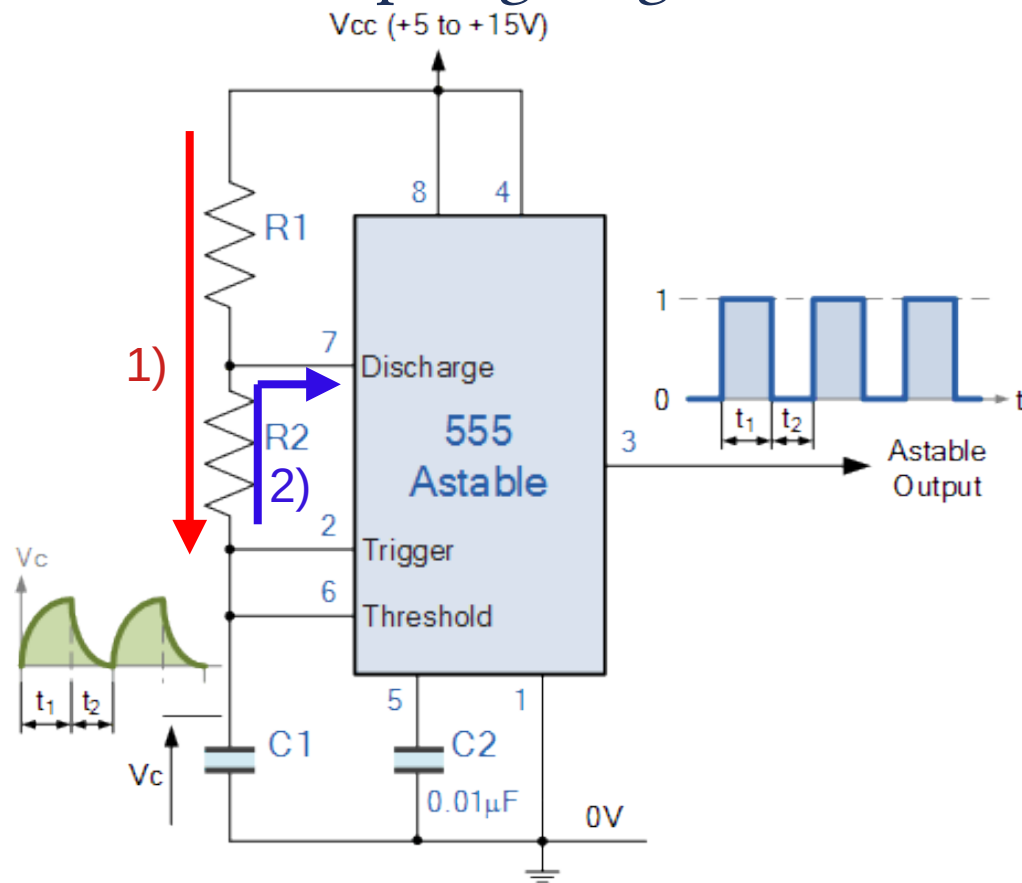 Vcc (+5 to +15V)
8
4
R1
1)
7
Discharge
R2
2)
555
Astable
3
1
0
t
t₁
t₂
Astable
Output
2
Trigger
6
Threshold
Vc
t₁
t₂
5
1
Vc
C1
C2
0.01µF
0V